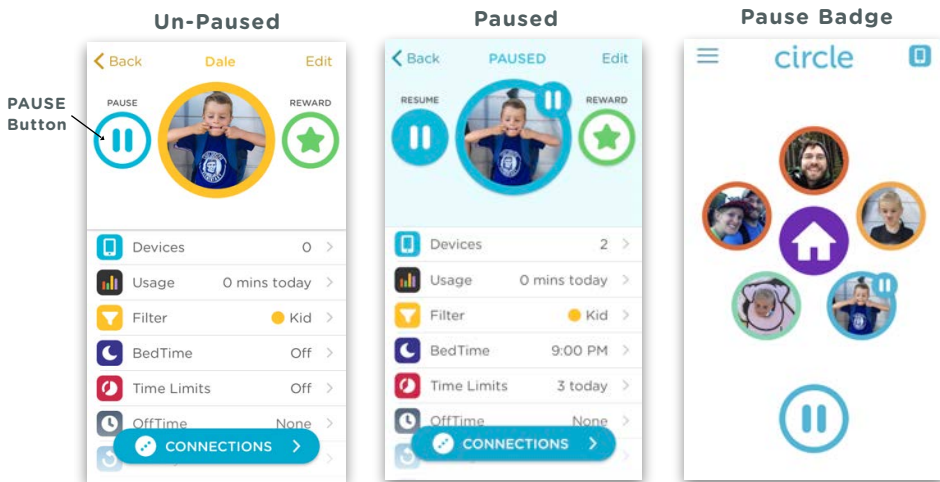 Un-Paused
PAUSE
Button
Back
Dale
Edit
PAUSE
REWARD
Devices 0
Usage 0 mins today
Filter Kid
BedTime Off
Time Limits Off
OffTime None
CONNECTIONS
Paused
Back
PAUSED
Edit
RESUME
REWARD
Devices 2
Usage 0 mins today
Filter Kid
BedTime 9:00 PM
Time Limits 3 today
OffTime None
CONNECTIONS
Pause Badge
circle